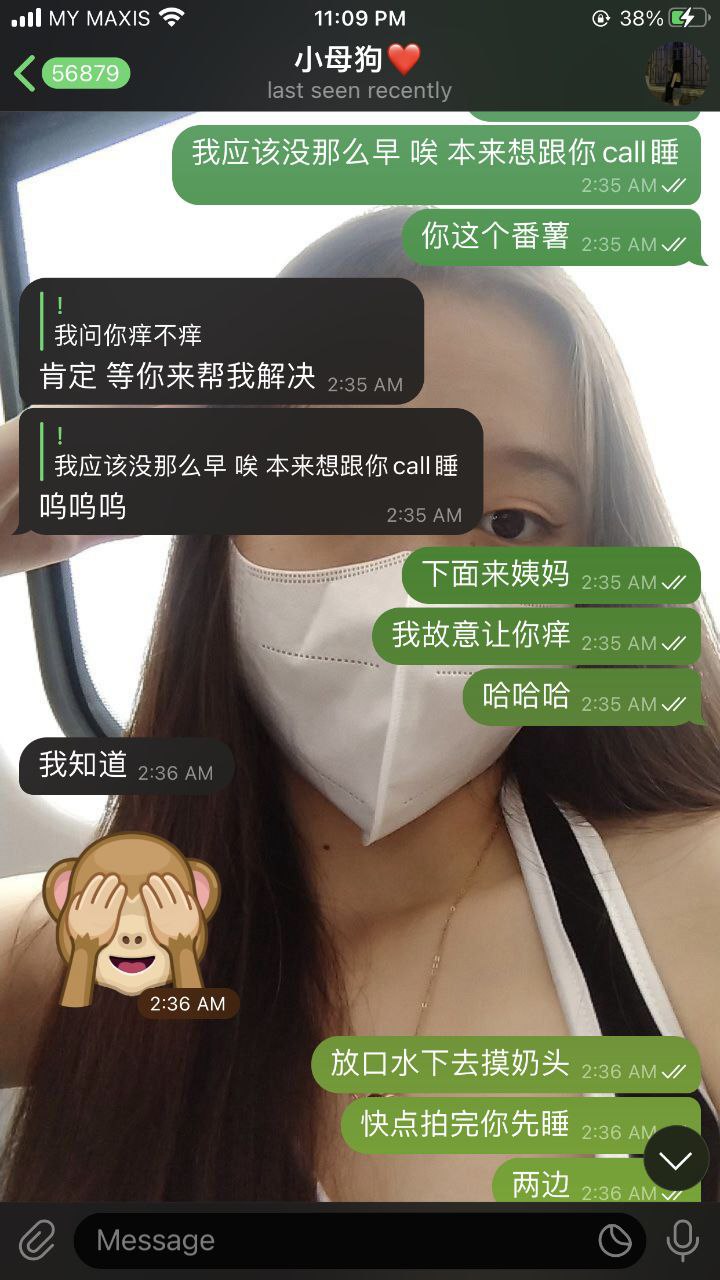 MY MAXIS 11:09 PM 38%
56879 小母狗❤️
last seen recently
我应该没那么早 唉 本来想跟你call睡
2:35 AM
你这个番薯 2:35 AM
!
我问你痒不痒
肯定 等你来帮我解决 2:35 AM
!
我应该没那么早 唉 本来想跟你call睡
呜呜呜 2:35 AM
下面来姨妈 2:35 AM
我故意让你痒 2:35 AM
哈哈哈 2:35 AM
我知道 2:36 AM
2:36 AM
放口水下去摸奶头 2:36 AM
快点拍完你先睡 2:36 AM
两边 2:36 AM
Message